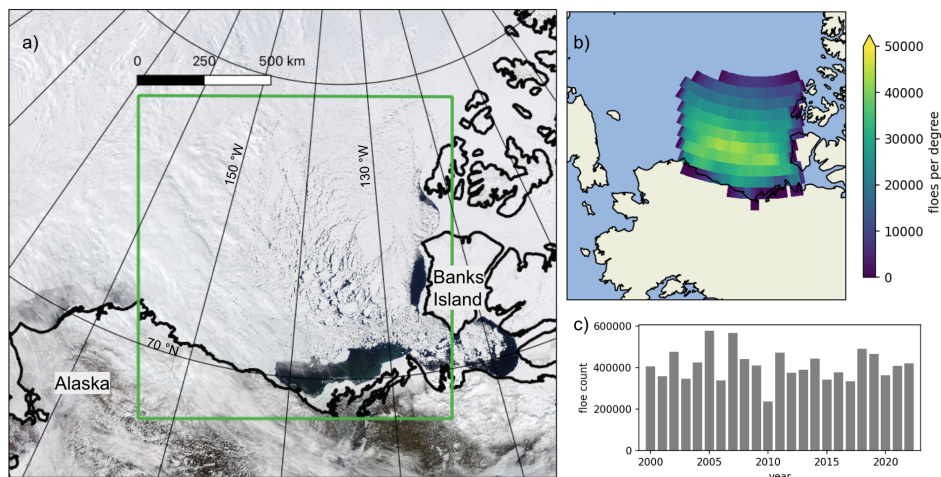 a)
0 250 500 km
150 °W
130 °W
Banks
Island
70 °N
Alaska
b)
50000
40000
30000
20000
10000
0
floes per degree
c)
600000
400000
200000
0
floe count
2000 2005 2010 2015 2020
year